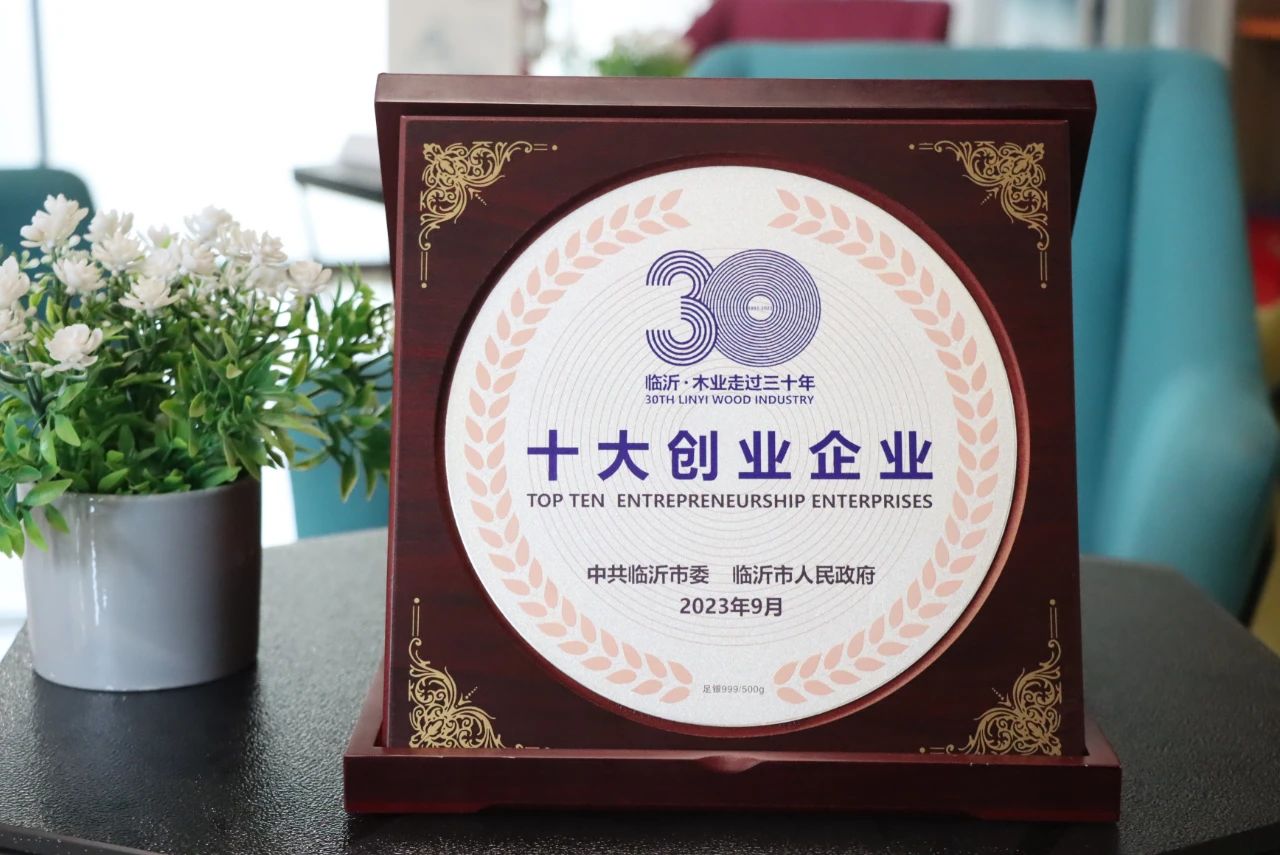 30
临沂·木业走过三十年
30TH LINYI WOOD INDUSTRY
十大创业企业
TOP TEN ENTREPRENEURSHIP ENTERPRISES
中共临沂市委 临沂市人民政府
2023年9月
足银999/500g